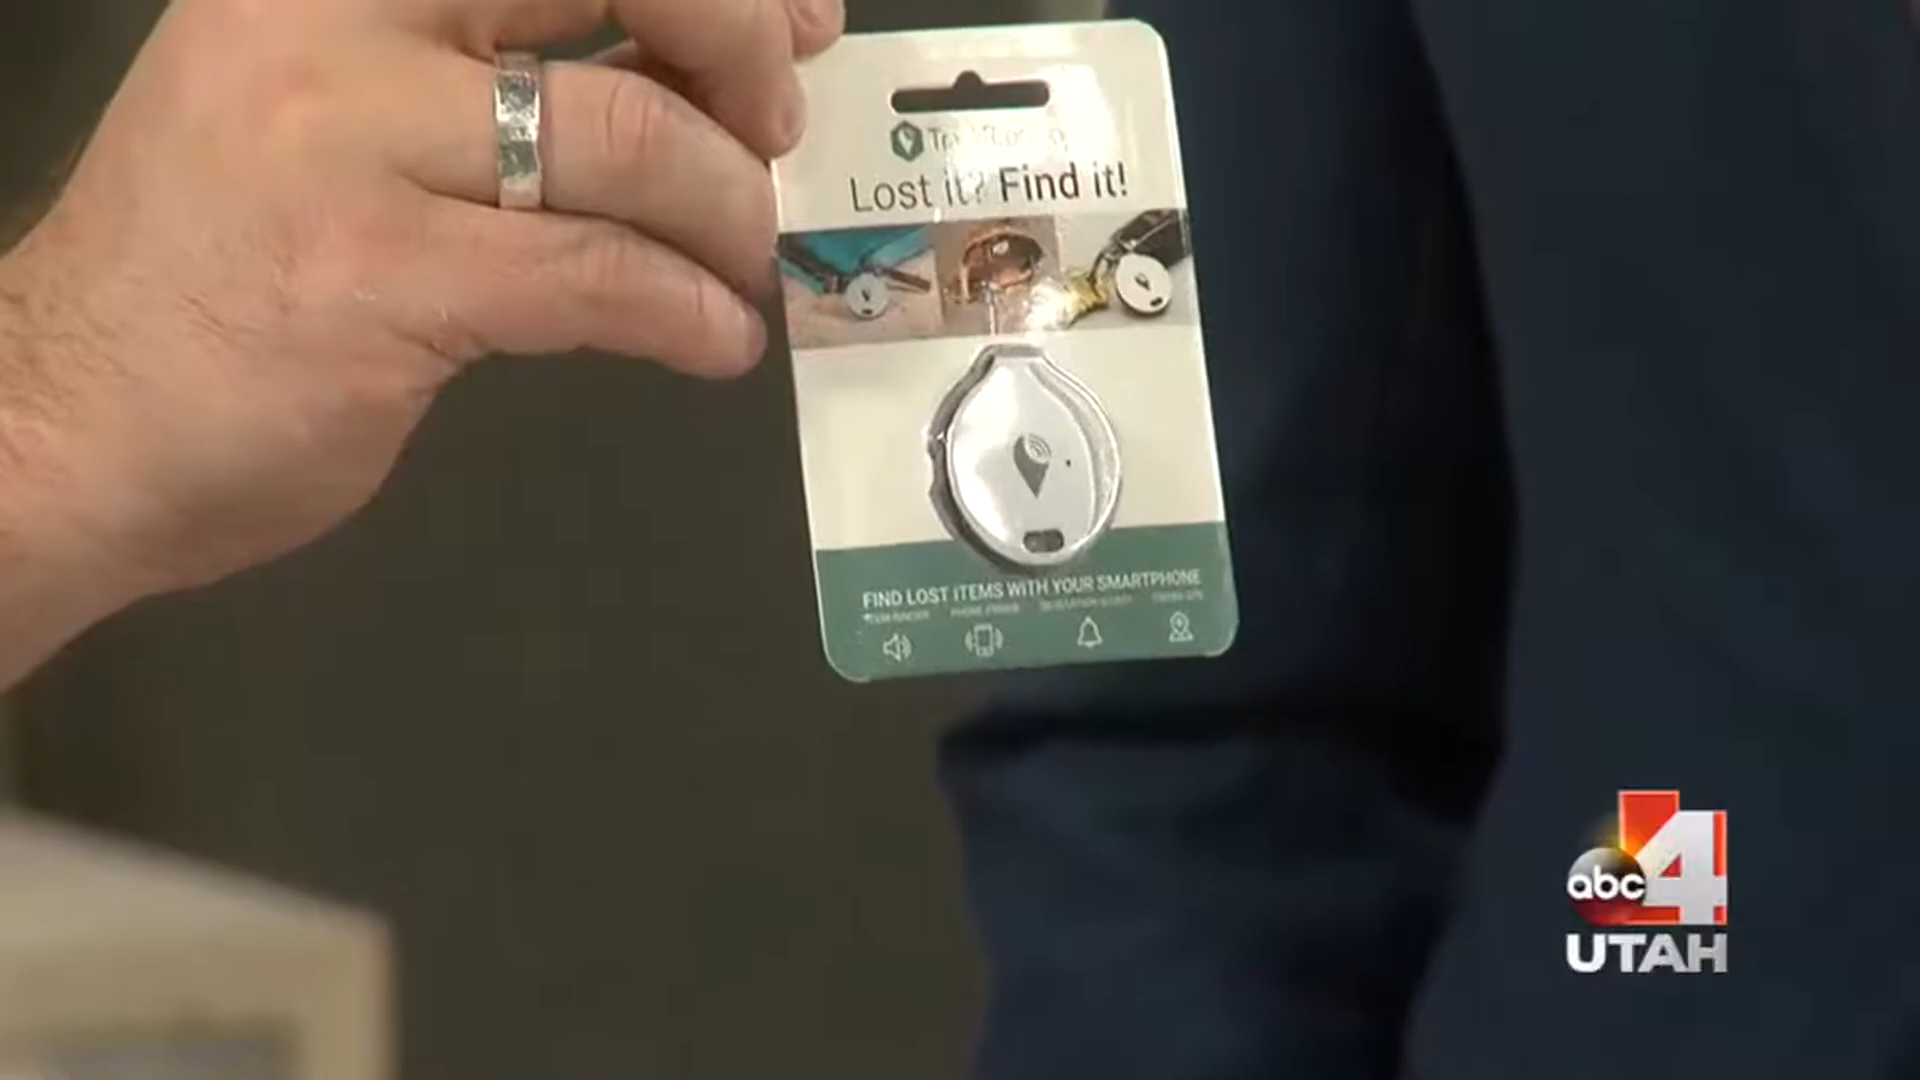 Lost it? Find it!
FIND LOST ITEMS WITH YOUR SMARTPHONE
abc 4
UTAH